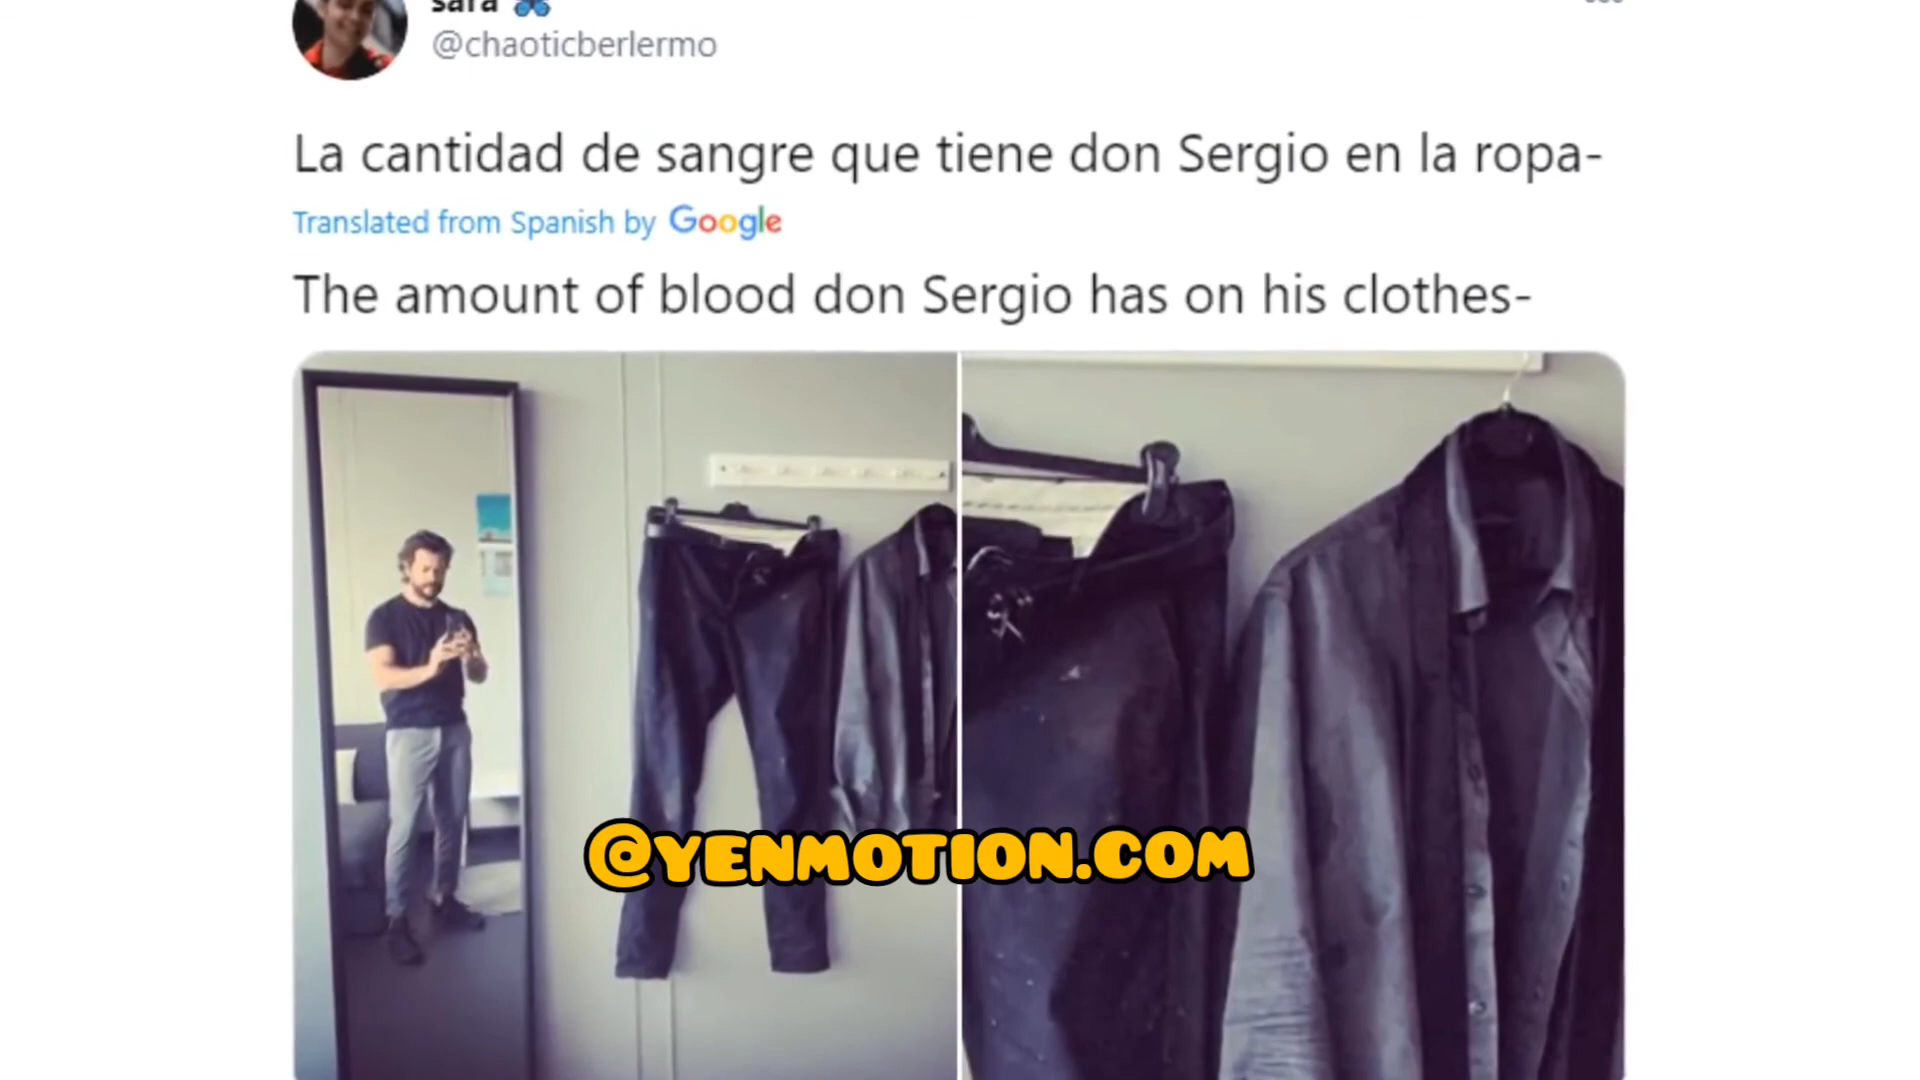 sara
@chaoticberlermo
La cantidad de sangre que tiene don Sergio en la ropa-
Translated from Spanish by Google
The amount of blood don Sergio has on his clothes-
@YENMOTION.COM